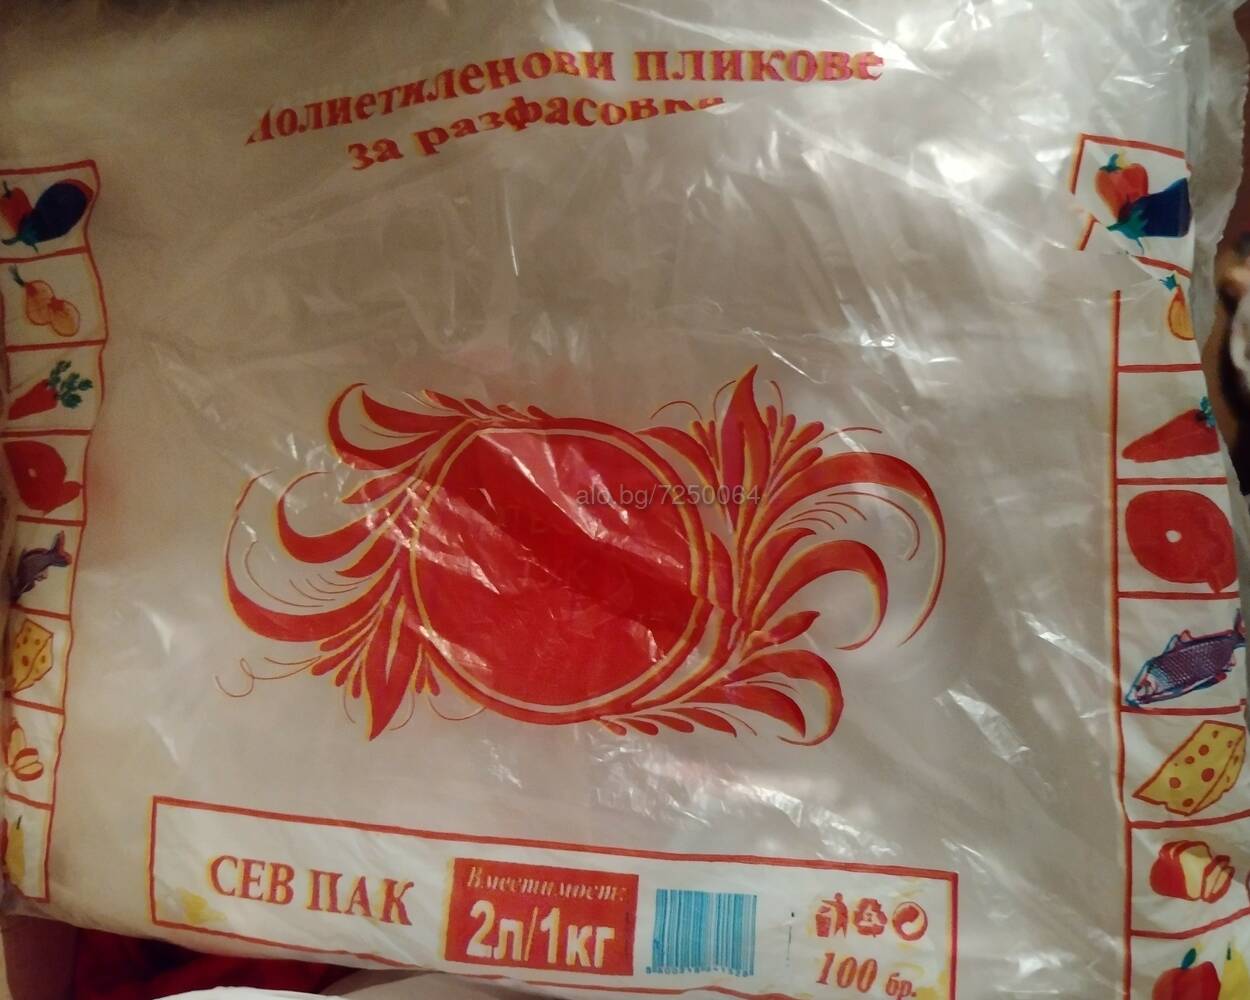 Полиетиленови пликове
за разфасовка
alo.bg/7250064
СЕВ ПАК
Вместимост:
2л/1кг
100 бр.